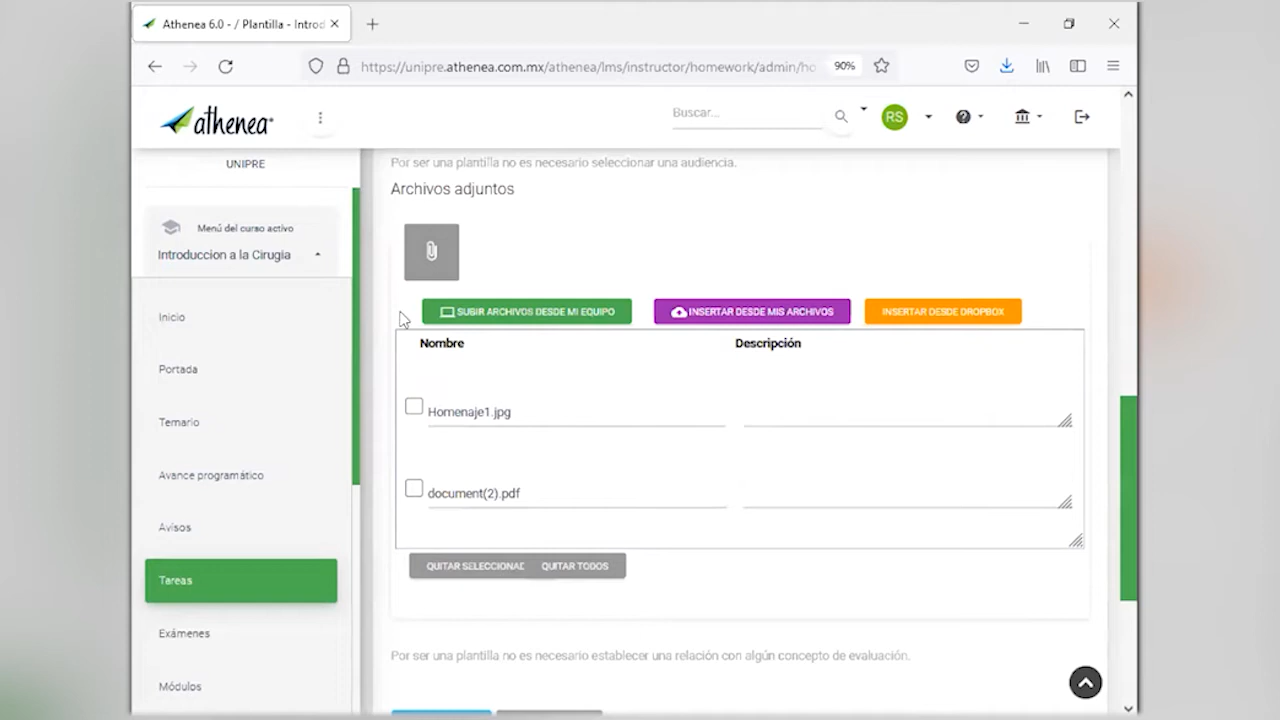 Athenea 6.0 - / Plantilla - Introd
https://unipre.athenea.com.mx/athenea/lms/instructor/homework/admin/ho
90%
athenea®
Buscar...
RS
UNIPRE
Menú del curso activo
Introduccion a la Cirugia
Inicio
Portada
Temario
Avance programático
Avisos
Tareas
Exámenes
Módulos
Por ser una plantilla no es necesario seleccionar una audiencia.
Archivos adjuntos
SUBIR ARCHIVOS DESDE MI EQUIPO
INSERTAR DESDE MIS ARCHIVOS
INSERTAR DESDE DROPBOX
Nombre Descripción
Homenaje1.jpg
document(2).pdf
QUITAR SELECCIONAD QUITAR TODOS
Por ser una plantilla no es necesario establecer una relación con algún concepto de evaluación.